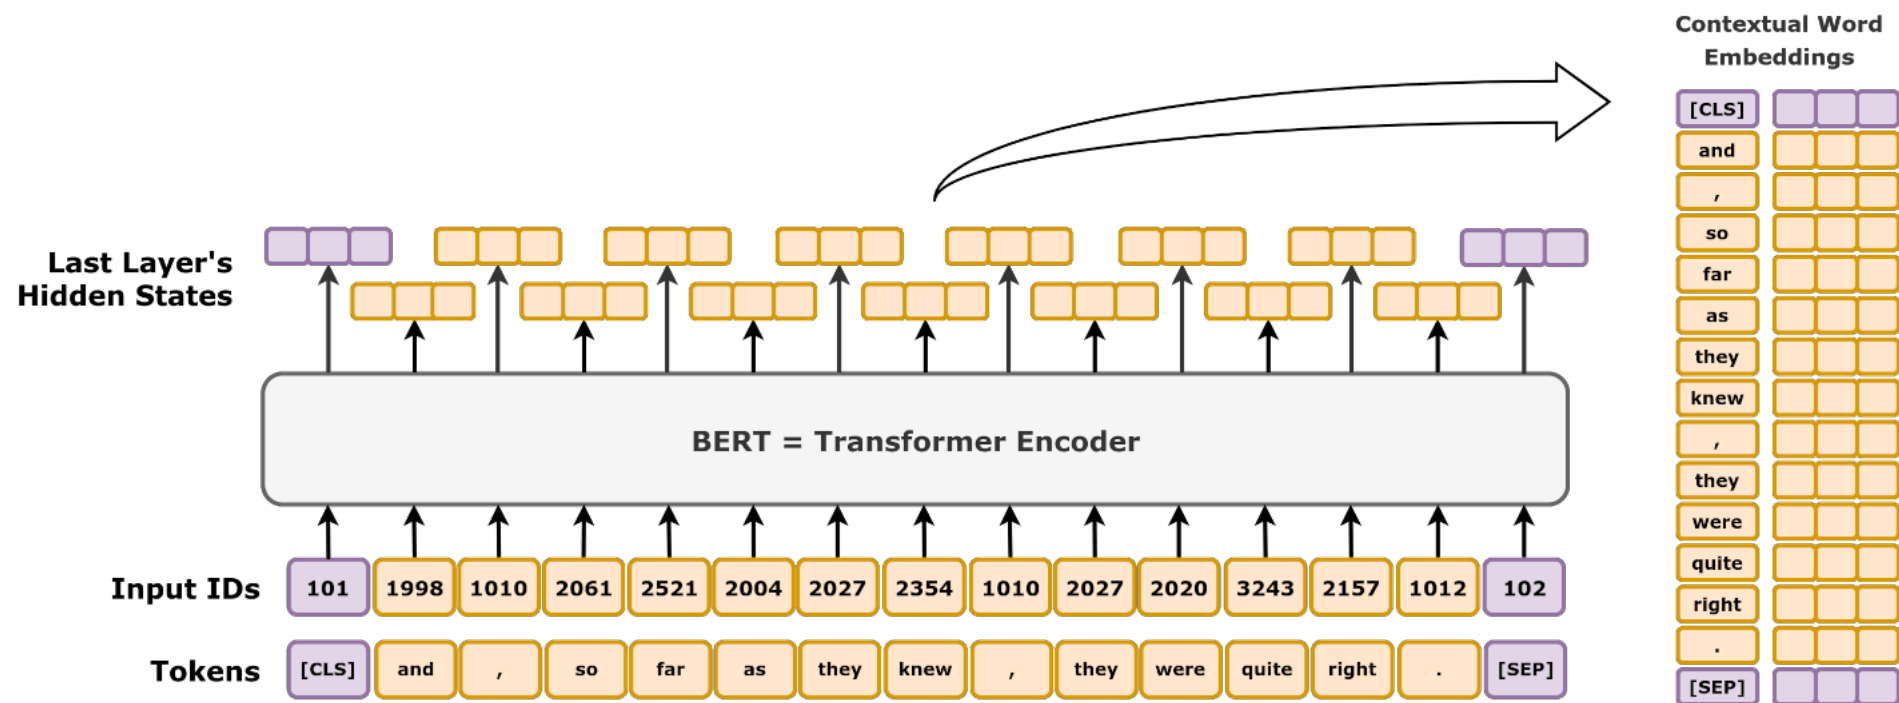 Contextual Word
Embeddings
[CLS]
and
,
so
far
as
they
knew
,
they
were
quite
right
.
[SEP]
Last Layer's
Hidden States
BERT = Transformer Encoder
Input IDs 101 1998 1010 2061 2521 2004 2027 2354 1010 2027 2020 3243 2157 1012 102
Tokens [CLS] and , so far as they knew , they were quite right . [SEP]